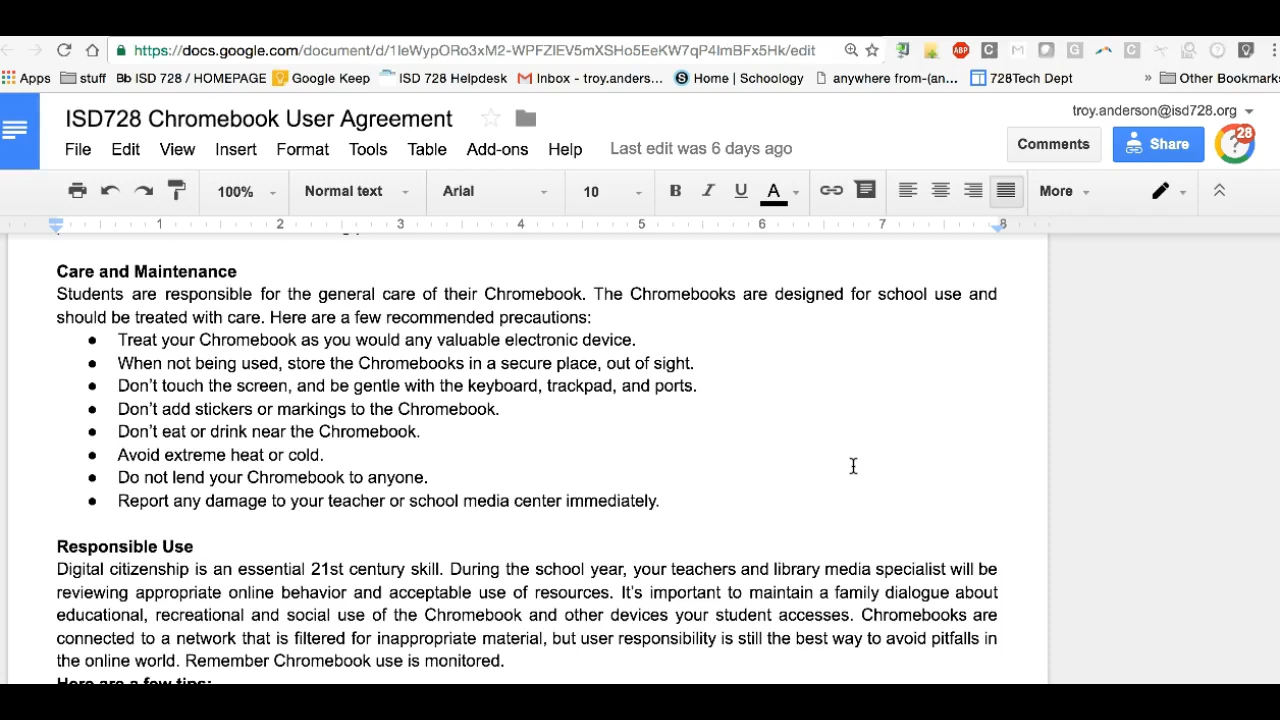 https://docs.google.com/document/d/1IeWypORo3xM2-WPFZIEV5mXSHo5EeKW7qP4ImBFx5Hk/edit
ABP
Apps stuff Bb ISD 728 / HOMEPAGE Google Keep ISD 728 Helpdesk Inbox - troy.anders... Home | Schoology anywhere from-(an... 728Tech Dept » Other Bookmarks
ISD728 Chromebook User Agreement
troy.anderson@isd728.org
File Edit View Insert Format Tools Table Add-ons Help Last edit was 6 days ago
Comments Share 28
100% Normal text Arial 10 B I U A More
1 2 3 4 5 6 7 8
Care and Maintenance
Students are responsible for the general care of their Chromebook. The Chromebooks are designed for school use and
should be treated with care. Here are a few recommended precautions:
● Treat your Chromebook as you would any valuable electronic device.
● When not being used, store the Chromebooks in a secure place, out of sight.
● Don't touch the screen, and be gentle with the keyboard, trackpad, and ports.
● Don't add stickers or markings to the Chromebook.
● Don't eat or drink near the Chromebook.
● Avoid extreme heat or cold.
● Do not lend your Chromebook to anyone.
● Report any damage to your teacher or school media center immediately.
Responsible Use
Digital citizenship is an essential 21st century skill. During the school year, your teachers and library media specialist will be
reviewing appropriate online behavior and acceptable use of resources. It's important to maintain a family dialogue about
educational, recreational and social use of the Chromebook and other devices your student accesses. Chromebooks are
connected to a network that is filtered for inappropriate material, but user responsibility is still the best way to avoid pitfalls in
the online world. Remember Chromebook use is monitored.
Here are a few tips: